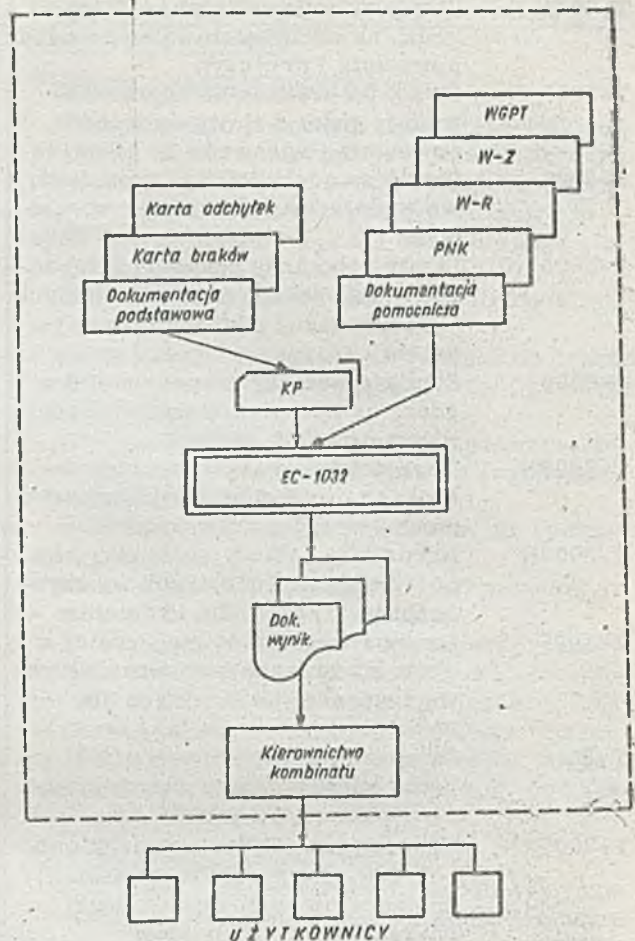 WGPT
W-Z
W-R
PNK
Dokumentacja
pomocnicza
Karta odchyłek
Karta braków
Dokumentacja
podstawowa
KP
EC-1032
Dok.
wynik.
Kierownictwo
kombinatu
UŻYTKOWNICY